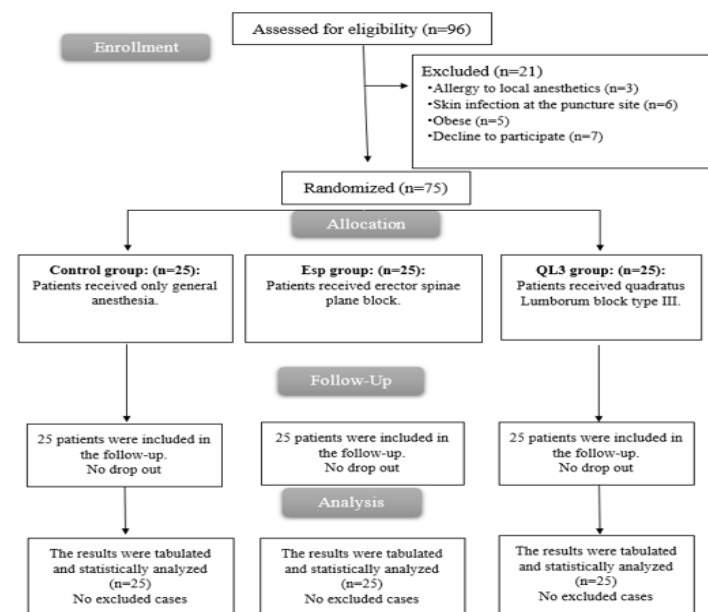 Assessed for eligibility (n=96)
Enrollment
Excluded (n=21)
•Allergy to local anesthetics (n=3)
•Skin infection at the puncture site (n=6)
•Obese (n=5)
•Decline to participate (n=7)
Randomized (n=75)
Allocation
Control group: (n=25):
Patients received only general
anesthesia.
Esp group: (n=25):
Patients received erector spinae
plane block.
QL3 group: (n=25):
Patients received quadratus
Lumborum block type III.
Follow-Up
25 patients were included in
the follow-up.
No drop out
25 patients were included in
the follow-up.
No drop out
25 patients were included in
the follow-up.
No drop out
Analysis
The results were tabulated
and statistically analyzed
(n=25)
No excluded cases
The results were tabulated
and statistically analyzed
(n=25)
No excluded cases
The results were tabulated
and statistically analyzed
(n=25)
No excluded cases